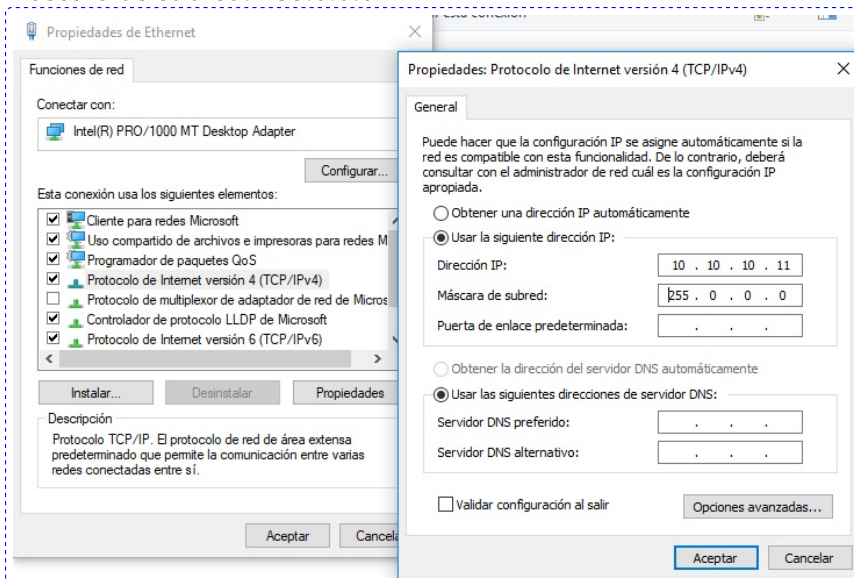 Propiedades de Ethernet
Funciones de red
Conectar con:
Intel(R) PRO/1000 MT Desktop Adapter
Configurar...
Esta conexión usa los siguientes elementos:
Cliente para redes Microsoft
Uso compartido de archivos e impresoras para redes M
Programador de paquetes QoS
Protocolo de Internet versión 4 (TCP/IPv4)
Protocolo de multiplexor de adaptador de red de Micros
Controlador de protocolo LLDP de Microsoft
Protocolo de Internet versión 6 (TCP/IPv6)
Instalar...
Desinstalar
Propiedades
Descripción
Protocolo TCP/IP. El protocolo de red de área extensa
predeterminado que permite la comunicación entre varias
redes conectadas entre sí.
Aceptar
Cancela
esta conexión
Propiedades: Protocolo de Internet versión 4 (TCP/IPv4)
General
Puede hacer que la configuración IP se asigne automáticamente si la
red es compatible con esta funcionalidad. De lo contrario, deberá
consultar con el administrador de red cuál es la configuración IP
apropiada.
Obtener una dirección IP automáticamente
Usar la siguiente dirección IP:
Dirección IP: 10 . 10 . 10 . 11
Máscara de subred: 255 . 0 . 0 . 0
Puerta de enlace predeterminada: . . .
Obtener la dirección del servidor DNS automáticamente
Usar las siguientes direcciones de servidor DNS:
Servidor DNS preferido: . . .
Servidor DNS alternativo: . . .
Validar configuración al salir
Opciones avanzadas...
Aceptar
Cancelar